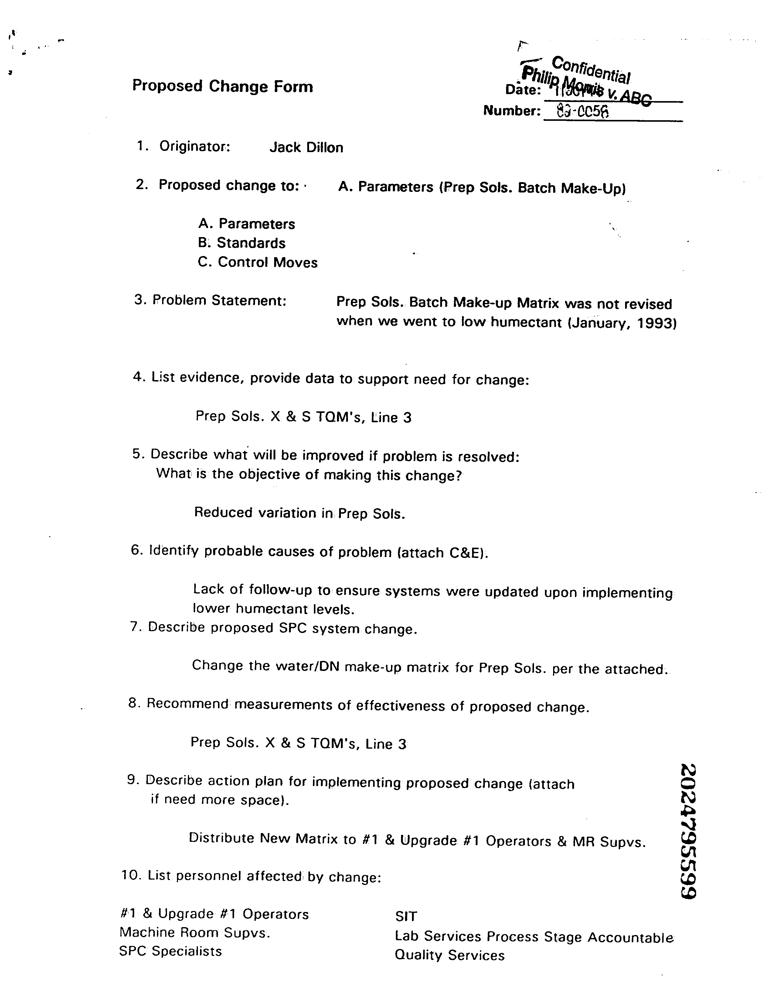 Confidential
Philip Morris v. ABC
Proposed Change Form
Date:
Number:
1. Originator: Jack Dillon
2. Proposed change to: A. Parameters (Prep Sols. Batch Make-Up)
A. Parameters
B. Standards
C. Control Moves
3. Problem Statement: Prep Sols. Batch Make-up Matrix was not revised
when we went to low humectant (January, 1993)
4. List evidence, provide data to support need for change:
Prep Sols. X & S TQM's, Line 3
5. Describe what will be improved if problem is resolved:
What is the objective of making this change?
Reduced variation in Prep Sols.
6. Identify probable causes of problem (attach C&E).
Lack of follow-up to ensure systems were updated upon implementing
lower humectant levels.
7. Describe proposed SPC system change.
Change the water/DN make-up matrix for Prep Sols. per the attached.
8. Recommend measurements of effectiveness of proposed change.
Prep Sols. X & S TQM's, Line 3
9. Describe action plan for implementing proposed change (attach
if need more space).
Distribute New Matrix to #1 & Upgrade #1 Operators & MR Supvs.
10. List personnel affected by change:
#1 & Upgrade #1 Operators SIT
Machine Room Supvs. Lab Services Process Stage Accountable
SPC Specialists Quality Services
2024795599